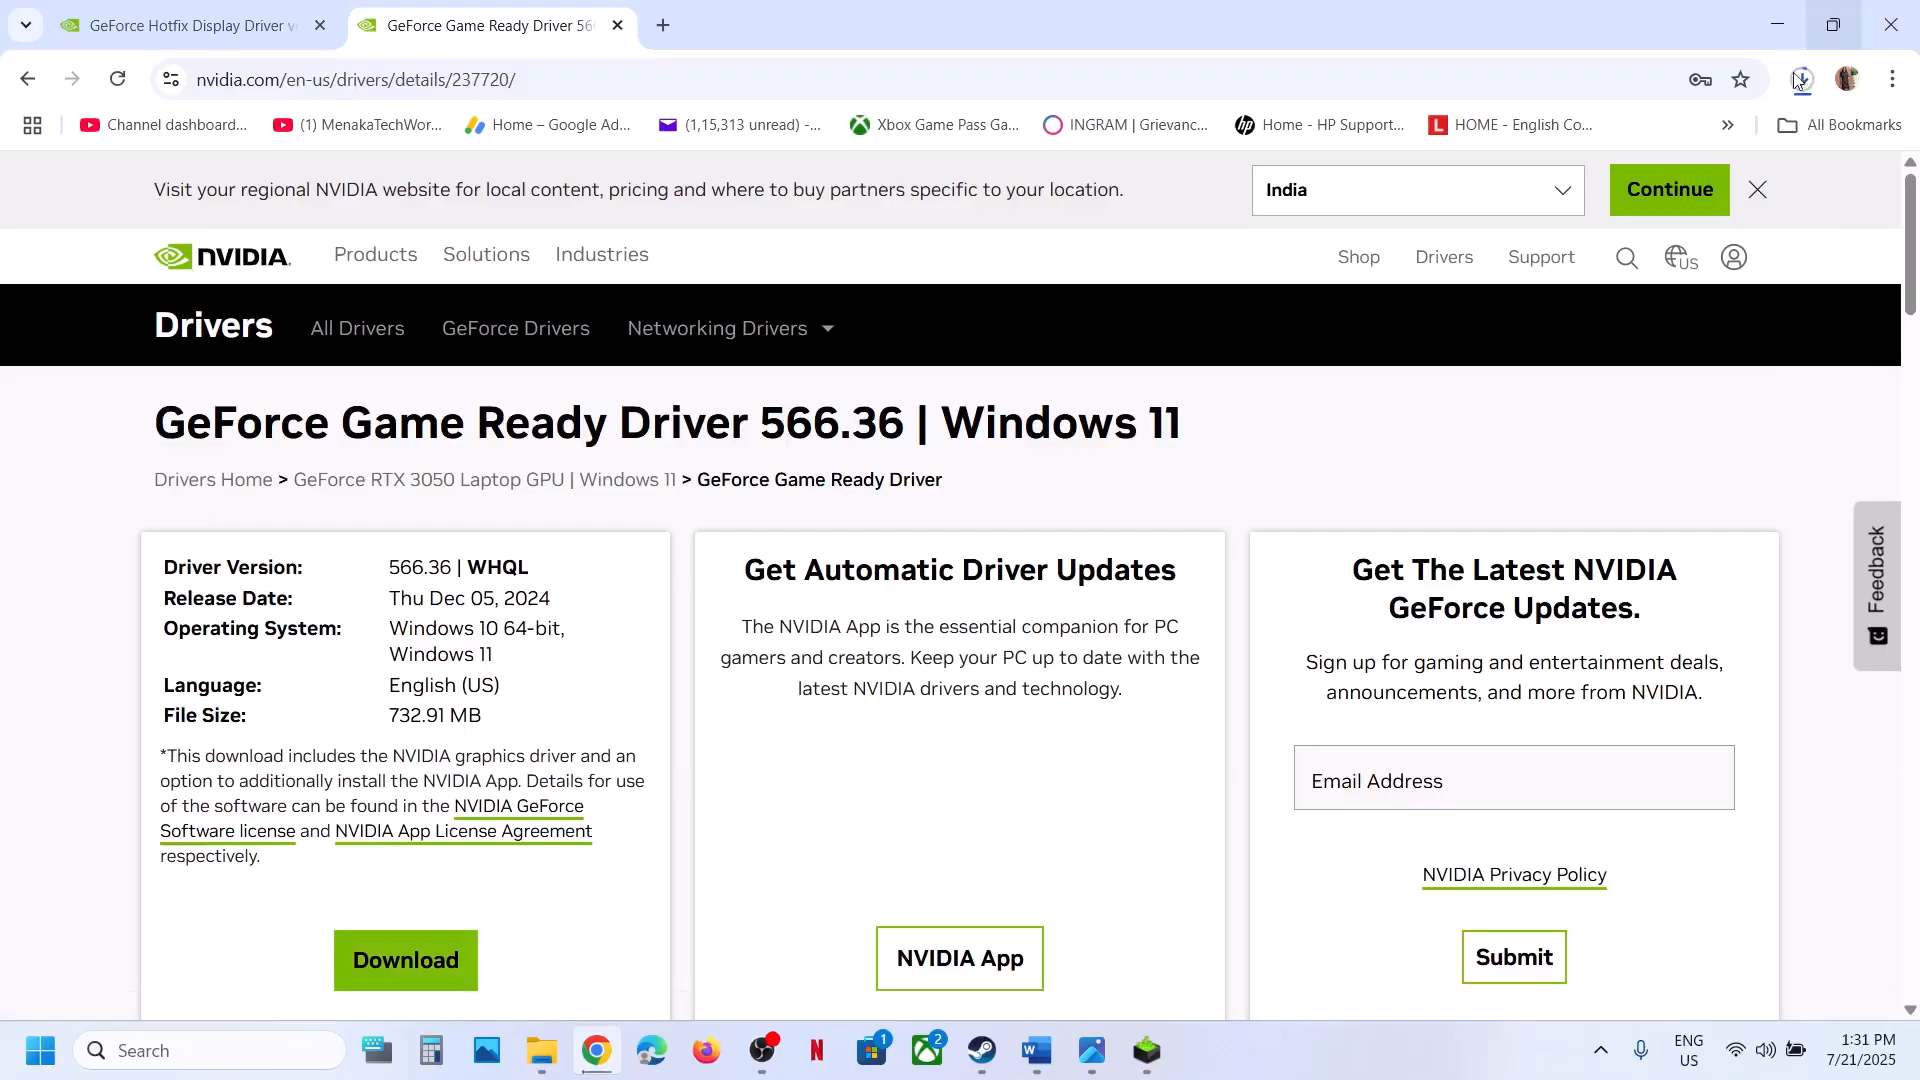 GeForce Hotfix Display Driver v
GeForce Game Ready Driver 56
nvidia.com/en-us/drivers/details/237720/
Channel dashboard...
(1) MenakaTechWor...
Home – Google Ad...
(1,15,313 unread) -...
Xbox Game Pass Ga...
INGRAM | Grievanc...
Home - HP Support...
HOME - English Co...
All Bookmarks
Visit your regional NVIDIA website for local content, pricing and where to buy partners specific to your location.
India
Continue
NVIDIA.
Products
Solutions
Industries
Shop
Drivers
Support
US
Drivers
All Drivers
GeForce Drivers
Networking Drivers
GeForce Game Ready Driver 566.36 | Windows 11
Drivers Home > GeForce RTX 3050 Laptop GPU | Windows 11 > GeForce Game Ready Driver
Driver Version: 566.36 | WHQL
Release Date: Thu Dec 05, 2024
Operating System: Windows 10 64-bit,
Windows 11
Language: English (US)
File Size: 732.91 MB
*This download includes the NVIDIA graphics driver and an
option to additionally install the NVIDIA App. Details for use
of the software can be found in the NVIDIA GeForce
Software license and NVIDIA App License Agreement
respectively.
Download
Get Automatic Driver Updates
The NVIDIA App is the essential companion for PC
gamers and creators. Keep your PC up to date with the
latest NVIDIA drivers and technology.
NVIDIA App
Get The Latest NVIDIA
GeForce Updates.
Sign up for gaming and entertainment deals,
announcements, and more from NVIDIA.
Email Address
NVIDIA Privacy Policy
Submit
Feedback
Search
1
2
ENG
US
1:31 PM
7/21/2025